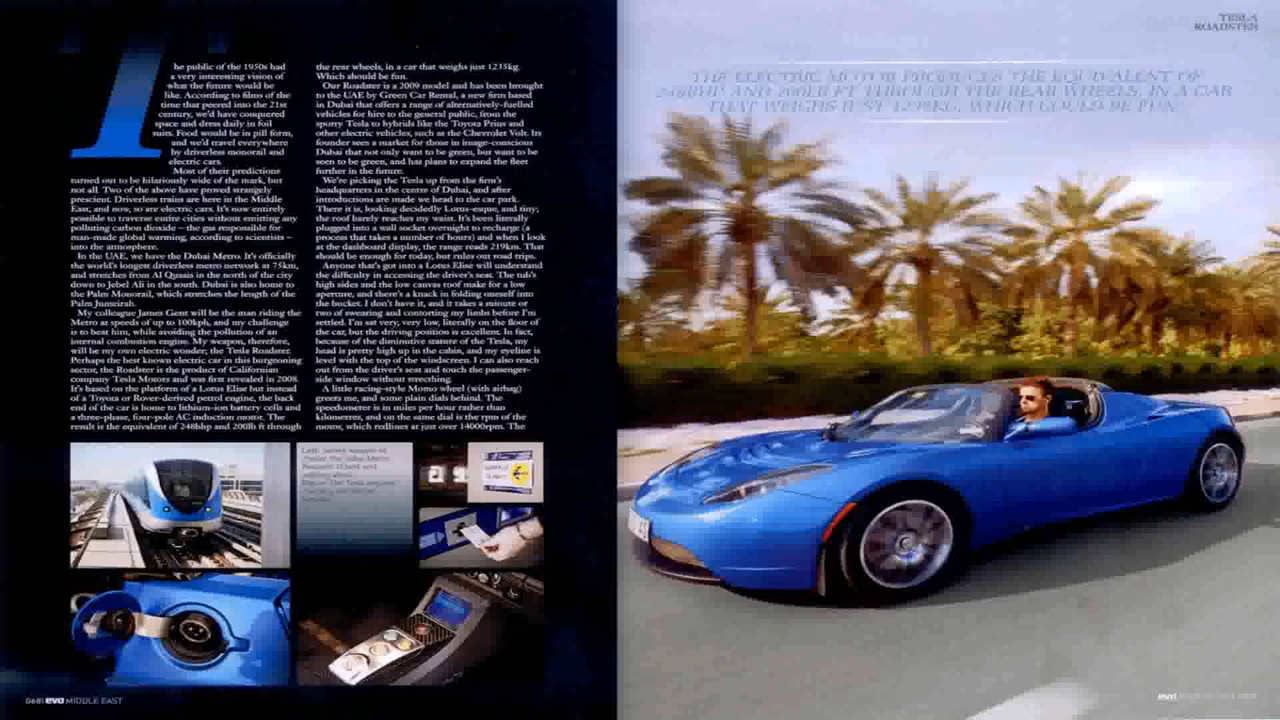 The public of the 1950s had
a very interesting vision of
what the future would be
like. According to films of the
time that peered into the 21st
century, we'd have conquered
space and dress daily in foil
suits. Food would be in pill form,
and we'd travel everywhere
by driverless monorail and
electric cars.
Most of their predictions
turned out to be hilariously wide of the mark, but
not all. Two of the above have proved strangely
prescient. Driverless trains are here in the Middle
East, and now, so are electric cars. It's now entirely
possible to traverse entire cities without emitting any
polluting carbon dioxide – the gas responsible for
man-made global warming, according to scientists –
into the atmosphere.
In the UAE, we have the Dubai Metro. It's officially
the world's longest driverless metro network at 75km,
and stretches from Al Qusais in the north of the city
down to Jebel Ali in the south. Dubai is also home to
the Palm Monorail, which stretches the length of the
Palm Jumeirah.
My colleague James Gent will be the man riding the
Metro at speeds of up to 100kph, and my challenge
is to beat him, while avoiding the pollution of an
internal combustion engine. My weapon, therefore,
will be my own electric wonder; the Tesla Roadster.
Perhaps the best known electric car in this burgeoning
sector, the Roadster is the product of Californian
company Tesla Motors and was first revealed in 2008.
It's based on the platform of a Lotus Elise but instead
of a Toyota or Rover-derived petrol engine, the back
end of the car is home to lithium-ion battery cells and
a three-phase, four-pole AC induction motor. The
result is the equivalent of 248bhp and 200lb ft through
the rear wheels, in a car that weighs just 1235kg.
Which should be fun.
Our Roadster is a 2009 model and has been brought
to the UAE by Green Car Rental, a new firm based
in Dubai that offers a range of alternatively-fuelled
vehicles for hire to the general public, from the
sporty Tesla to hybrids like the Toyota Prius and
other electric vehicles, such as the Chevrolet Volt. Its
founder sees a market for those in image-conscious
Dubai that not only want to be green, but want to be
seen to be green, and has plans to expand the fleet
further in the future.
We're picking the Tesla up from the firm's
headquarters in the centre of Dubai, and after
introductions are made we head to the car park.
There it is, looking decidedly Lotus-esque, and tiny;
the roof barely reaches my waist. It's been literally
plugged into a wall socket overnight to recharge (a
process that takes a number of hours) and when I look
at the dashboard display, the range reads 219km. That
should be enough for today, but rules out road trips.
Anyone that's got into a Lotus Elise will understand
the difficulty in accessing the driver's seat. The tub's
high sides and the low canvas roof make for a low
aperture, and there's a knack in folding oneself into
the bucket. I don't have it, and it takes a minute or
two of swearing and contorting my limbs before I'm
settled. I'm sat very, very low, literally on the floor of
the car, but the driving position is excellent. In fact,
because of the diminutive stature of the Tesla, my
head is pretty high up in the cabin, and my eyeline is
level with the top of the windscreen. I can also reach
out from the driver's seat and touch the passenger-
side window without stretching.
A little racing-style Momo wheel (with airbag)
greets me, and some plain dials behind. The
speedometer is in miles per hour rather than
kilometres, and on the same dial is the rpm of the
motor, which redlines at just over 14000rpm. The
068 | evo MIDDLE EAST
TESLA
ROADSTER
THE ELECTRIC MOTOR PRODUCES THE EQUIVALENT OF
248BHP AND 200LB FT THROUGH THE REAR WHEELS, IN A CAR
THAT WEIGHS JUST 1235KG. WHICH COULD BE FUN.
evo